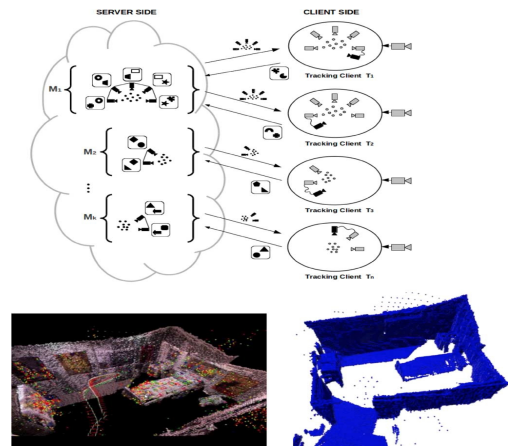 SERVER SIDE
CLIENT SIDE
M1
Tracking Client T1
M2
Tracking Client T2
Tracking Client T3
Mk
Tracking Client Tn